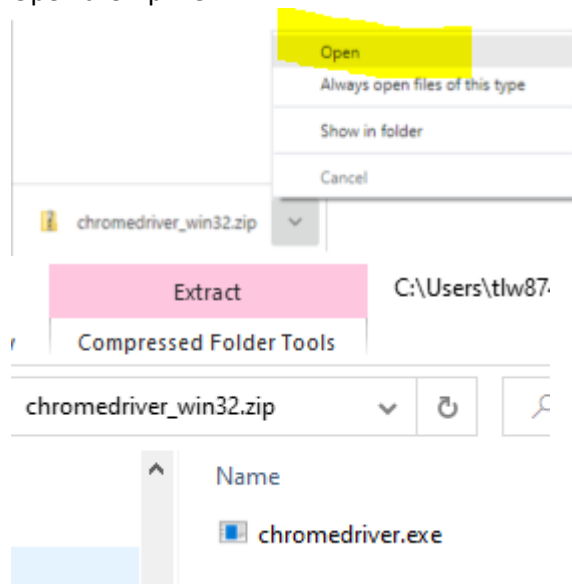 Open
Always open files of this type
Show in folder
Cancel
chromedriver_win32.zip
Extract
C:\Users\tlw87
Compressed Folder Tools
chromedriver_win32.zip
Name
chromedriver.exe